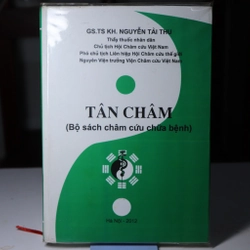 GS.TS KH. NGUYỄN TÀI THU
Thầy thuốc nhân dân
Chủ tịch Hội Châm cứu Việt Nam
Phó chủ tịch Liên hiệp Hội Châm cứu thế giới
Nguyên Viện trưởng Viện Châm cứu Việt Nam
TÂN CHÂM
(Bộ sách châm cứu chữa bệnh)